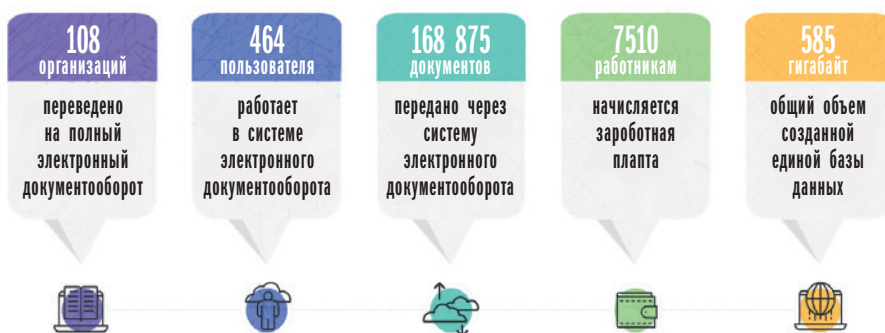 108
организаций
переведено
на полный
электронный
документооборот
464
пользователя
работает
в системе
электронного
документооборота
168 875
документов
передано через
систему
электронного
документооборота
7510
работникам
начисляется
зароботная
плапта
585
гигабайт
общий объем
созданной
единой базы
данных